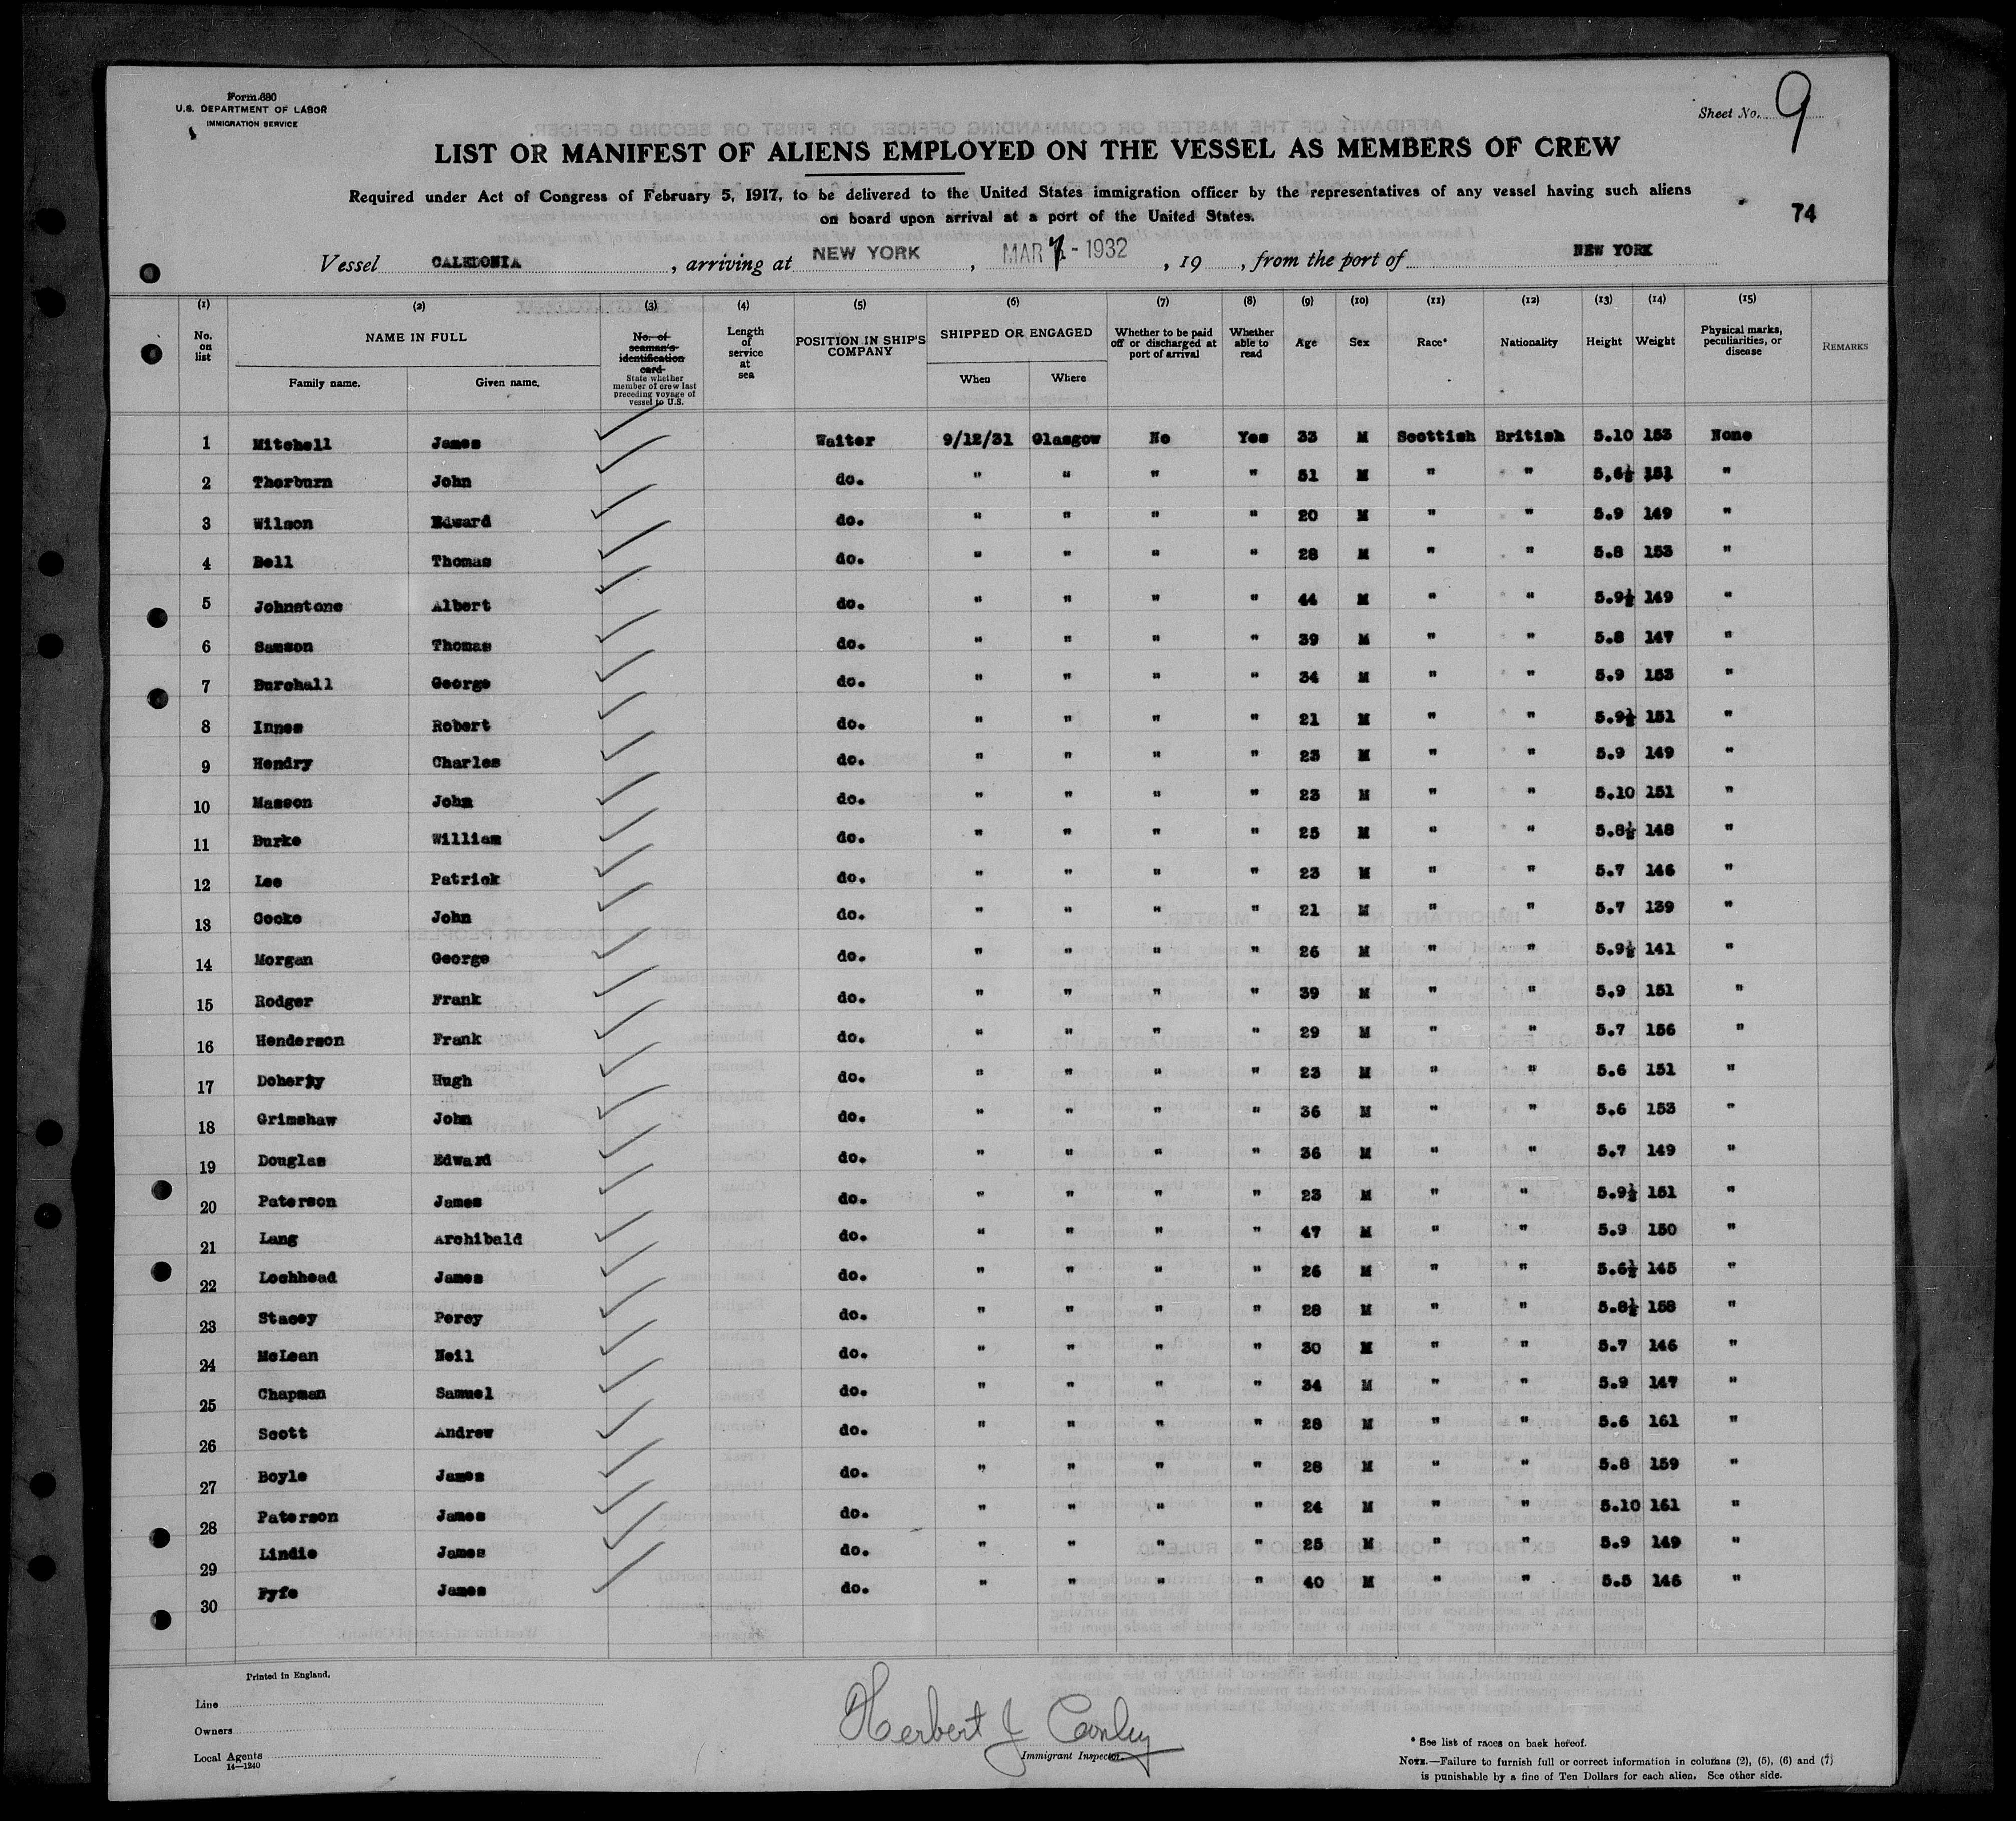 Form 680
U.S. DEPARTMENT OF LABOR
IMMIGRATION SERVICE
Sheet No. 9
LIST OR MANIFEST OF ALIENS EMPLOYED ON THE VESSEL AS MEMBERS OF CREW
Required under Act of Congress of February 5, 1917, to be delivered to the United States immigration officer by the representatives of any vessel having such aliens
on board upon arrival at a port of the United States.
74
Vessel CALEDONIA, arriving at NEW YORK, MAR - 1932, 19, from the port of NEW YORK
(1) (2) (3) (4) (5) (6) (7) (8) (9) (10) (11) (12) (13) (14) (15)
No. on list
NAME IN FULL
Family name. Given name.
No. of seaman's identification card
State whether member of crew last preceding voyage of vessel to U.S.
Length of service at sea
POSITION IN SHIP'S COMPANY
SHIPPED OR ENGAGED
When Where
Whether to be paid off or discharged at port of arrival
Whether able to read
Age
Sex
Race*
Nationality
Height
Weight
Physical marks, peculiarities, or disease
REMARKS
1 Mitchell James Waiter 9/12/31 Glasgow No Yes 33 M Scottish British 5.10 153 None
2 Thorburn John do. " " " " 51 M " " 5,6½ 151 "
3 Wilson Edward do. " " " " 20 M " " 5.9 149 "
4 Bell Thomas do. " " " " 28 M " " 5.8 153 "
5 Johnstone Albert do. " " " " 44 M " " 5.9½ 149 "
6 Samson Thomas do. " " " " 39 M " " 5.8 147 "
7 Burchall George do. " " " " 34 M " " 5.9 153 "
8 Innes Robert do. " " " " 21 M " " 5.9½ 151 "
9 Hendry Charles do. " " " " 23 M " " 5.9 149 "
10 Masson John do. " " " " 23 M " " 5.10 151 "
11 Burke William do. " " " " 25 M " " 5.8½ 148 "
12 Lee Patrick do. " " " " 23 M " " 5.7 146 "
13 Cooke John do. " " " " 21 M " " 5.7 139 "
14 Morgan George do. " " " " 26 M " " 5.9½ 141 "
15 Rodger Frank do. " " " " 39 M " " 5.9 151 "
16 Henderson Frank do. " " " " 29 M " " 5.7 156 "
17 Doherty Hugh do. " " " " 23 M " " 5.6 151 "
18 Grimshaw John do. " " " " 36 M " " 5.6 153 "
19 Douglas Edward do. " " " " 36 M " " 5.7 149 "
20 Paterson James do. " " " " 23 M " " 5.9½ 151 "
21 Lang Archibald do. " " " " 47 M " " 5.9 150 "
22 Lochhead James do. " " " " 26 M " " 5.6½ 145 "
23 Stacey Percy do. " " " " 28 M " " 5.8½ 158 "
24 McLean Neil do. " " " " 30 M " " 5.7 146 "
25 Chapman Samuel do. " " " " 34 M " " 5.9 147 "
26 Scott Andrew do. " " " " 28 M " " 5.6 161 "
27 Boyle James do. " " " " 28 M " " 5.8 159 "
28 Paterson James do. " " " " 24 M " " 5.10 161 "
29 Lindie James do. " " " " 25 M " " 5.9 149 "
30 Fyfe James do. " " " " 40 M " " 5.5 146 "
Printed in England.
Line
Owners
Local Agents
14—1240
Herbert J Conley
Immigrant Inspector.
* See list of races on back hereof.
NOTE.—Failure to furnish full or correct information in columns (2), (5), (6) and (7)
is punishable by a fine of Ten Dollars for each alien. See other side.